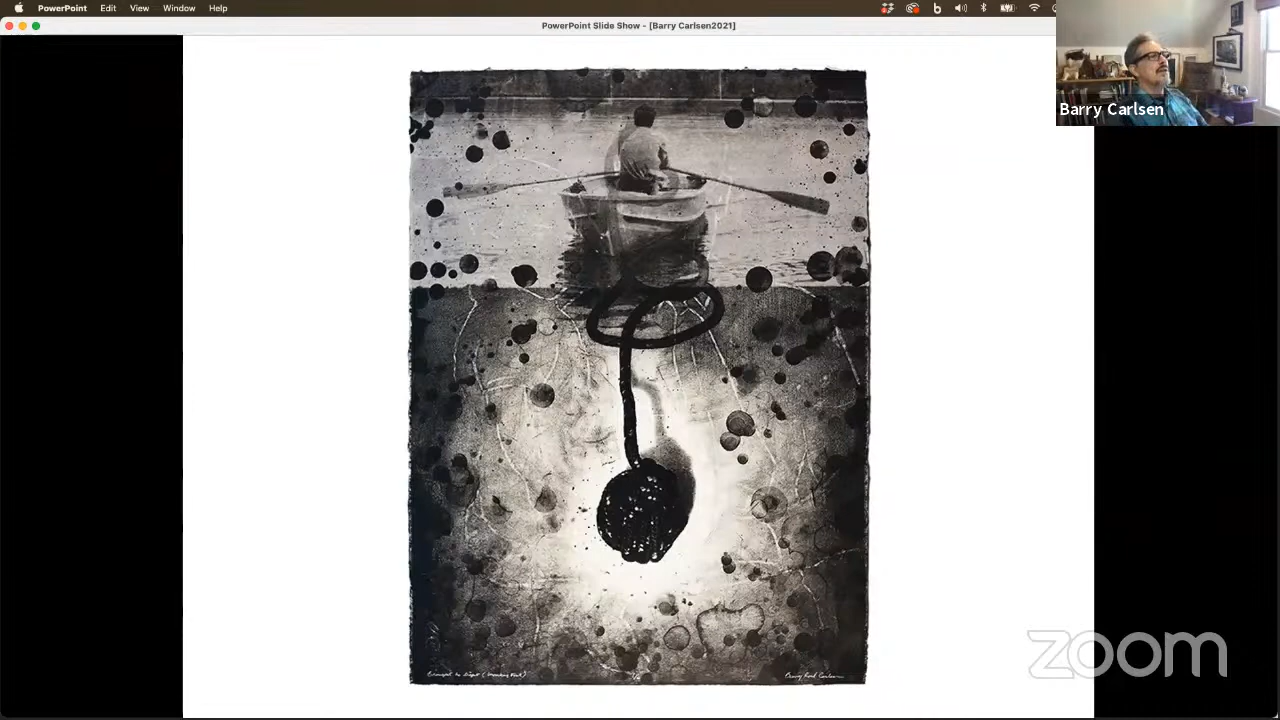 PowerPoint Edit View Window Help
PowerPoint Slide Show - [Barry Carlsen2021]
Barry Carlsen
zoom